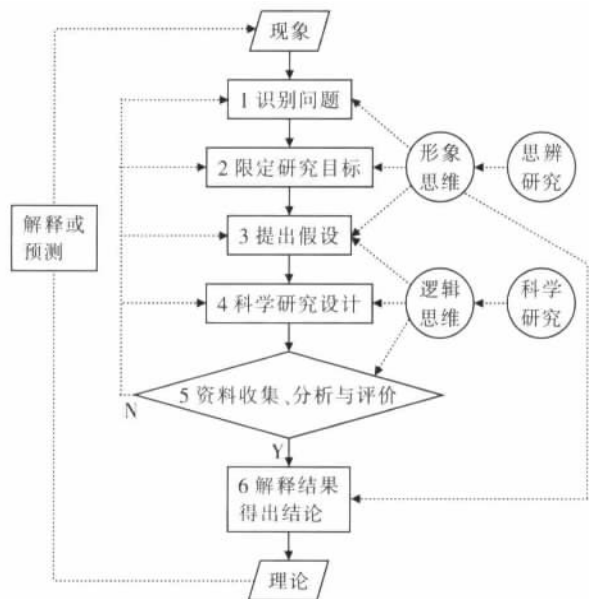 现象
1 识别问题
2 限定研究目标
形象
思维
思辨
研究
解释或
预测
3 提出假设
4 科学研究设计
逻辑
思维
科学
研究
5 资料收集、分析与评价
N
Y
6 解释结果
得出结论
理论